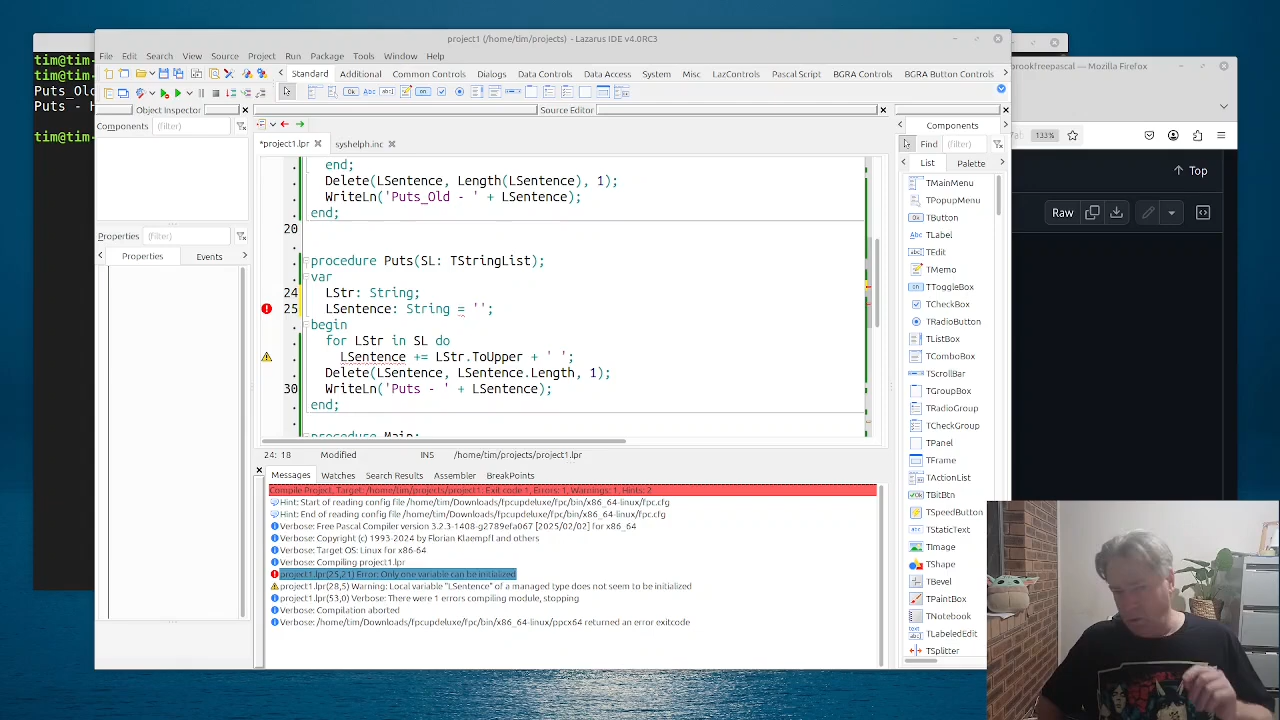 project1 (/home/tim/projects) - Lazarus IDE v4.0RC3
brookfreepascal — Mozilla Firefox
File Edit Search View Source Project Run Package Tools Window Help
tim@tim-
tim@tim-
Puts_Old
Puts - H
tim@tim-
Standard Additional Common Controls Dialogs Data Controls Data Access System Misc LazControls Pascal Script BGRA Controls BGRA Button Controls
Object Inspector
Source Editor
Components (filter)
Properties (filter)
Properties Events
*project1.lpr syshelph.inc
end;
Delete(LSentence, Length(LSentence), 1);
WriteLn('Puts_Old - ' + LSentence);
end;
20
procedure Puts(SL: TStringList);
var
24 LStr: String;
25 LSentence: String = '';
begin
for LStr in SL do
LSentence += LStr.ToUpper + ' ';
Delete(LSentence, LSentence.Length, 1);
30 WriteLn('Puts - ' + LSentence);
end;
procedure Main;
24: 18 Modified INS /home/tim/projects/project1.lpr
Messages Watches Search Results Assembler BreakPoints
Compile Project, Target: /home/tim/projects/project1: Exit code 1, Errors: 1, Warnings: 1, Hints: 2
Hint: Start of reading config file /home/tim/Downloads/fpcupdeluxe/fpc/bin/x86_64-linux/fpc.cfg
Hint: End of reading config file /home/tim/Downloads/fpcupdeluxe/fpc/bin/x86_64-linux/fpc.cfg
Verbose: Free Pascal Compiler version 3.2.3-1408-g2789efa067 [2025/02/02] for x86_64
Verbose: Copyright (c) 1993-2024 by Florian Klaempfl and others
Verbose: Target OS: Linux for x86-64
Verbose: Compiling project1.lpr
project1.lpr(25,21) Error: Only one variable can be initialized
project1.lpr(28,5) Warning: Local variable "LSentence" of a managed type does not seem to be initialized
project1.lpr(53,0) Verbose: There were 1 errors compiling module, stopping
Verbose: Compilation aborted
Verbose: /home/tim/Downloads/fpcupdeluxe/fpc/bin/x86_64-linux/ppcx64 returned an error exitcode
Components
Find (filter)
List Palette
TMainMenu
TPopupMenu
TButton
TLabel
TEdit
TMemo
TToggleBox
TCheckBox
TRadioButton
TListBox
TComboBox
TScrollBar
TGroupBox
TRadioGroup
TCheckGroup
TPanel
TFrame
TActionList
TBitBtn
TSpeedButton
TStaticText
TImage
TShape
TBevel
TPaintBox
TNotebook
TLabeledEdit
TSplitter
133%
Top
Raw